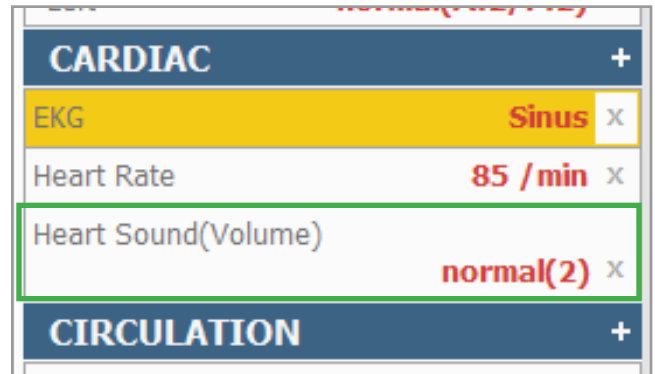 CARDIAC +
EKG Sinus x
Heart Rate 85 /min x
Heart Sound(Volume)
normal(2) x
CIRCULATION +